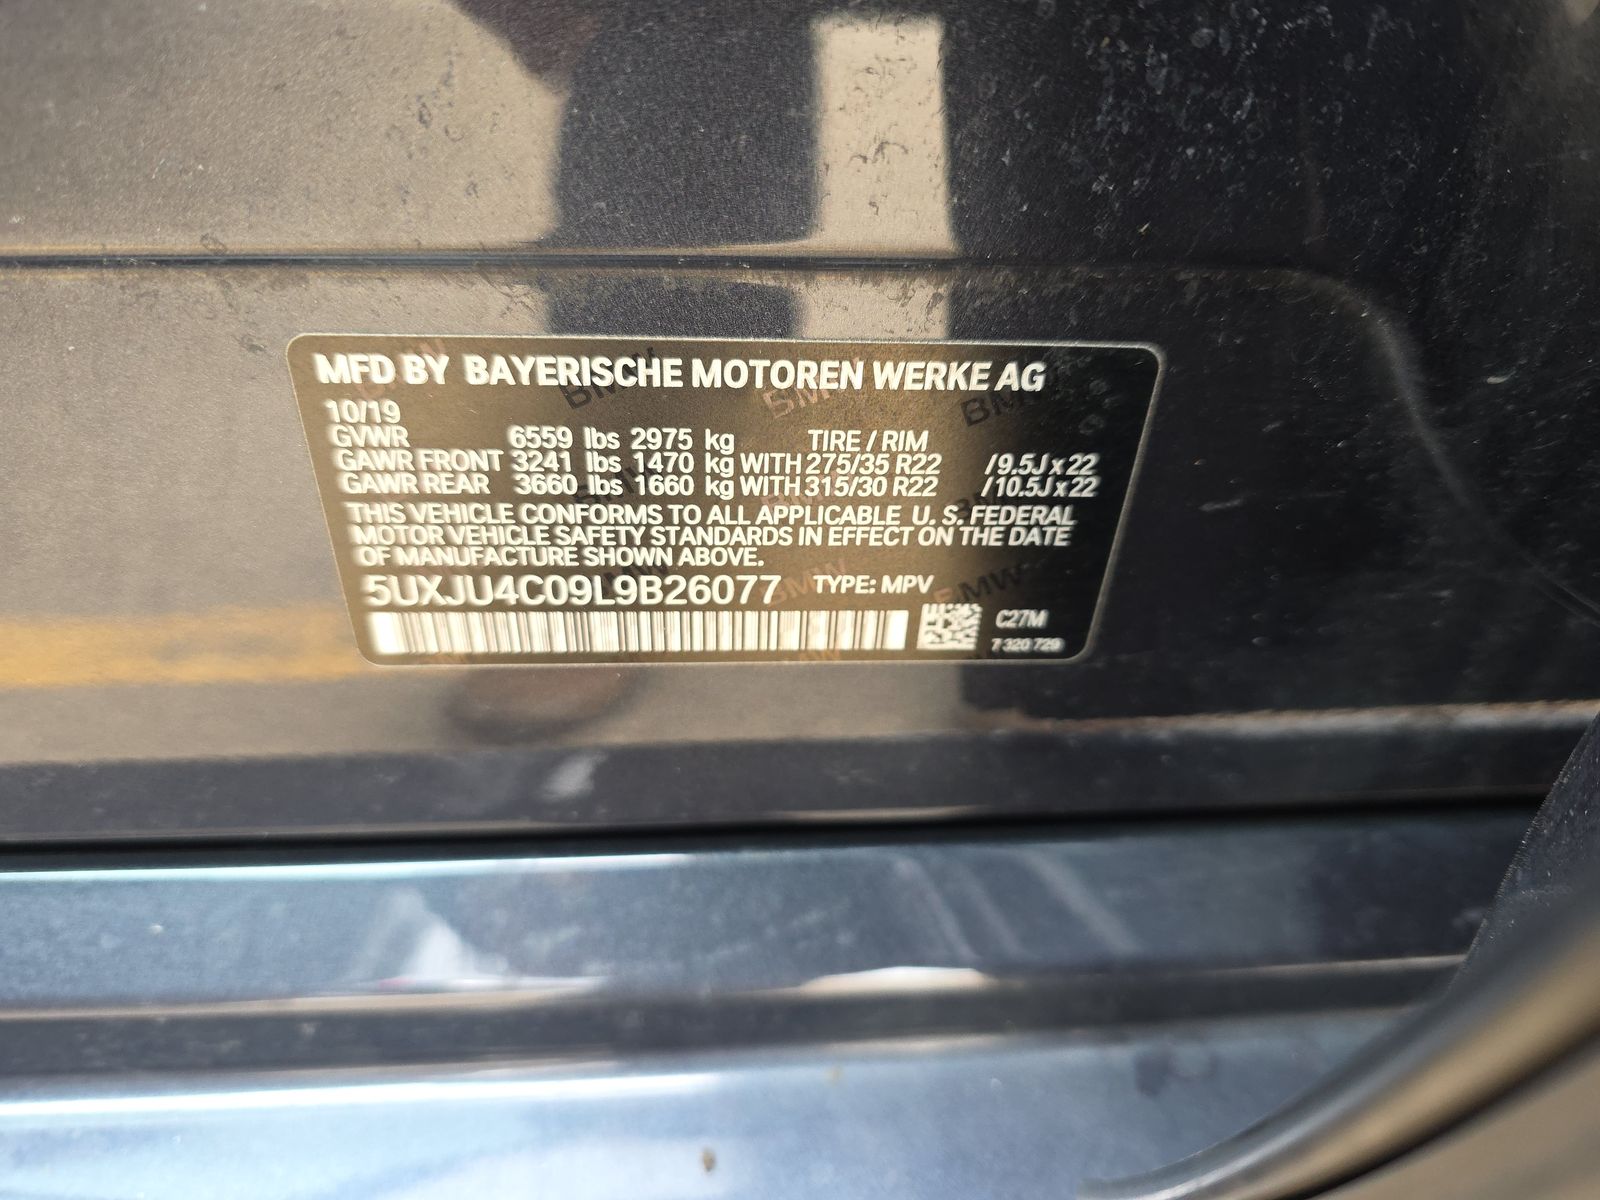 MFD BY BAYERISCHE MOTOREN WERKE AG
10/19
GVWR 6559 lbs 2975 kg TIRE / RIM
GAWR FRONT 3241 lbs 1470 kg WITH 275/35 R22 / 9.5J x 22
GAWR REAR 3660 lbs 1660 kg WITH 315/30 R22 / 10.5J x 22
THIS VEHICLE CONFORMS TO ALL APPLICABLE U. S. FEDERAL
MOTOR VEHICLE SAFETY STANDARDS IN EFFECT ON THE DATE
OF MANUFACTURE SHOWN ABOVE.
5UXJU4C09L9B26077 TYPE: MPV
C27M
7 320 729